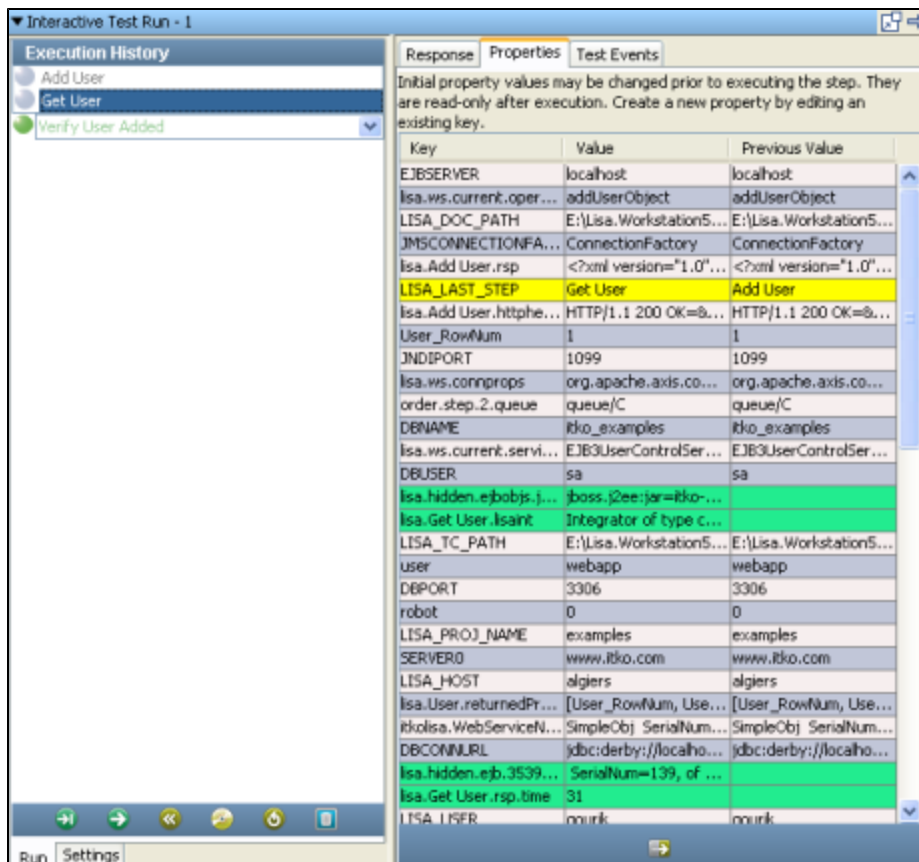 Interactive Test Run - 1
Execution History
Add User
Get User
Verify User Added
Run Settings
Response Properties Test Events
Initial property values may be changed prior to executing the step. They
are read-only after execution. Create a new property by editing an
existing key.
Key Value Previous Value
EJBSERVER localhost localhost
lisa.ws.current.oper... addUserObject addUserObject
LISA_DOC_PATH E:\Lisa.Workstation5... E:\Lisa.Workstation5...
JMSCONNECTIONFA... ConnectionFactory ConnectionFactory
lisa.Add User.rsp <?xml version="1.0"... <?xml version="1.0"...
LISA_LAST_STEP Get User Add User
lisa.Add User.httphe... HTTP/1.1 200 OK=&... HTTP/1.1 200 OK=&...
User_RowNum 1 1
JNDIPORT 1099 1099
lisa.ws.connprops org.apache.axis.co... org.apache.axis.co...
order.step.2.queue queue/C queue/C
DBNAME itko_examples itko_examples
lisa.ws.current.servi... EJB3UserControlSer... EJB3UserControlSer...
DBUSER sa sa
lisa.hidden.ejbobjs.j... jboss.j2ee:jar=itko-...
lisa.Get User.lisaint Integrator of type c...
LISA_TC_PATH E:\Lisa.Workstation5... E:\Lisa.Workstation5...
user webapp webapp
DBPORT 3306 3306
robot 0 0
LISA_PROJ_NAME examples examples
SERVER0 www.itko.com www.itko.com
LISA_HOST algiers algiers
lisa.User.returnedPr... [User_RowNum, Use... [User_RowNum, Use...
itkolisa.WebServiceN... SimpleObj SerialNum... SimpleObj SerialNum...
DBCONNURL jdbc:derby://localho... jdbc:derby://localho...
lisa.hidden.ejb.3539... SerialNum=139, of ...
lisa.Get User.rsp.time 31
LISA_USER